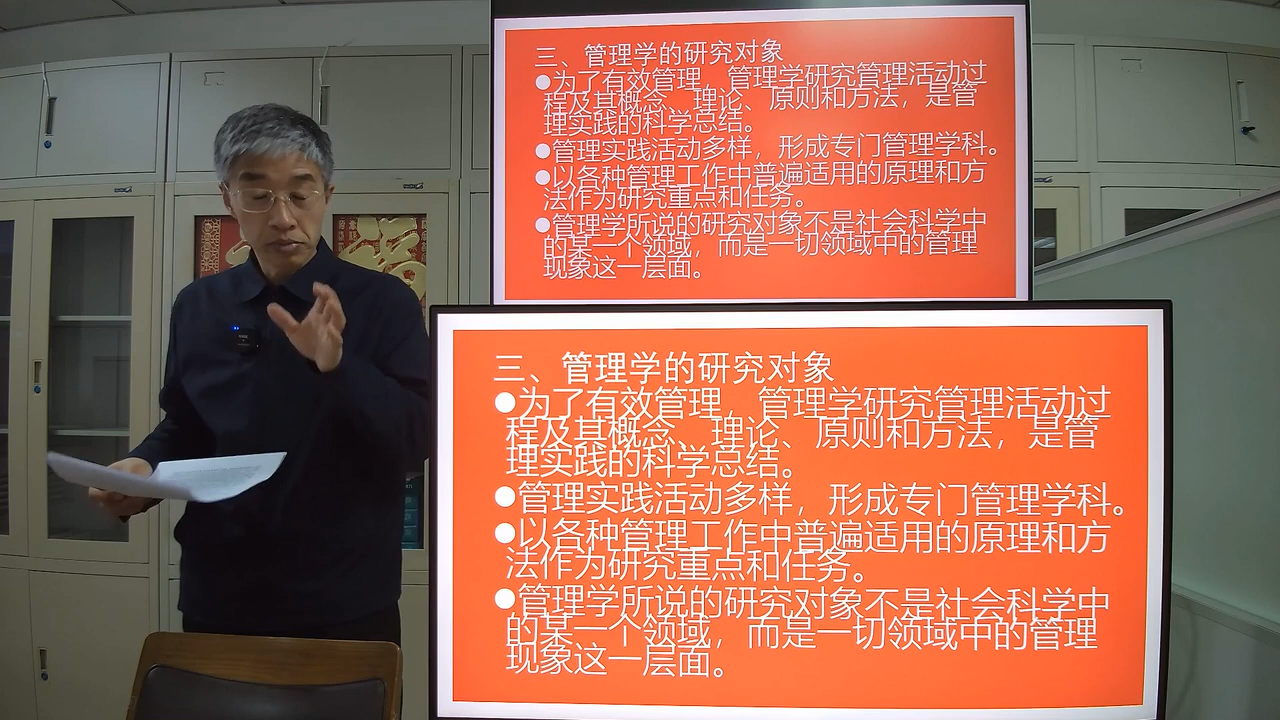 三、管理学的研究对象
●为了有效管理，管理学研究管理活动过
程及其概念、理论、原则和方法，是管
理实践的科学总结。
●管理实践活动多样，形成专门管理学科。
●以各种管理工作中普遍适用的原理和方
法作为研究重点和任务。
●管理学所说的研究对象不是社会科学中
的某一个领域，而是一切领域中的管理
现象这一层面。
三、管理学的研究对象
●为了有效管理，管理学研究管理活动过
程及其概念、理论、原则和方法，是管
理实践的科学总结。
●管理实践活动多样，形成专门管理学科。
●以各种管理工作中普遍适用的原理和方
法作为研究重点和任务。
●管理学所说的研究对象不是社会科学中
的某一个领域，而是一切领域中的管理
现象这一层面。